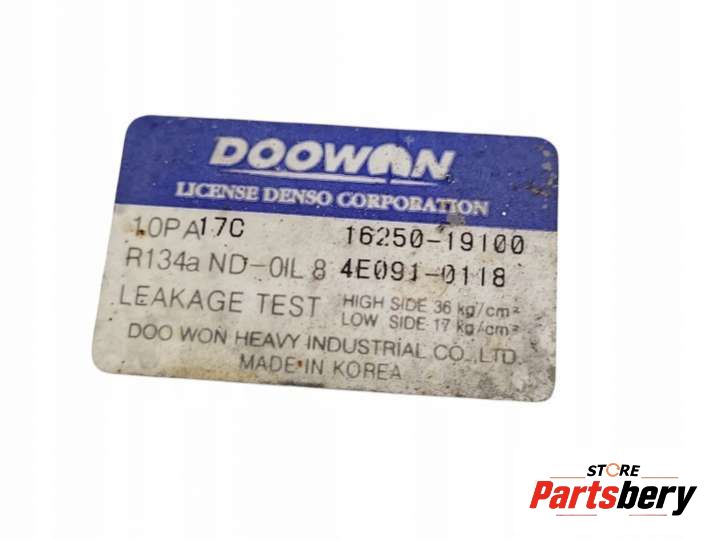 DOOWON
LICENSE DENSO CORPORATION
10PA17C 16250-19100
R134a ND-OIL 8 4E091-0118
LEAKAGE TEST HIGH SIDE 36 kg/cm²
LOW SIDE 17 kg/cm²
DOO WON HEAVY INDUSTRIAL CO., LTD.
MADE IN KOREA
STORE
Partsbery